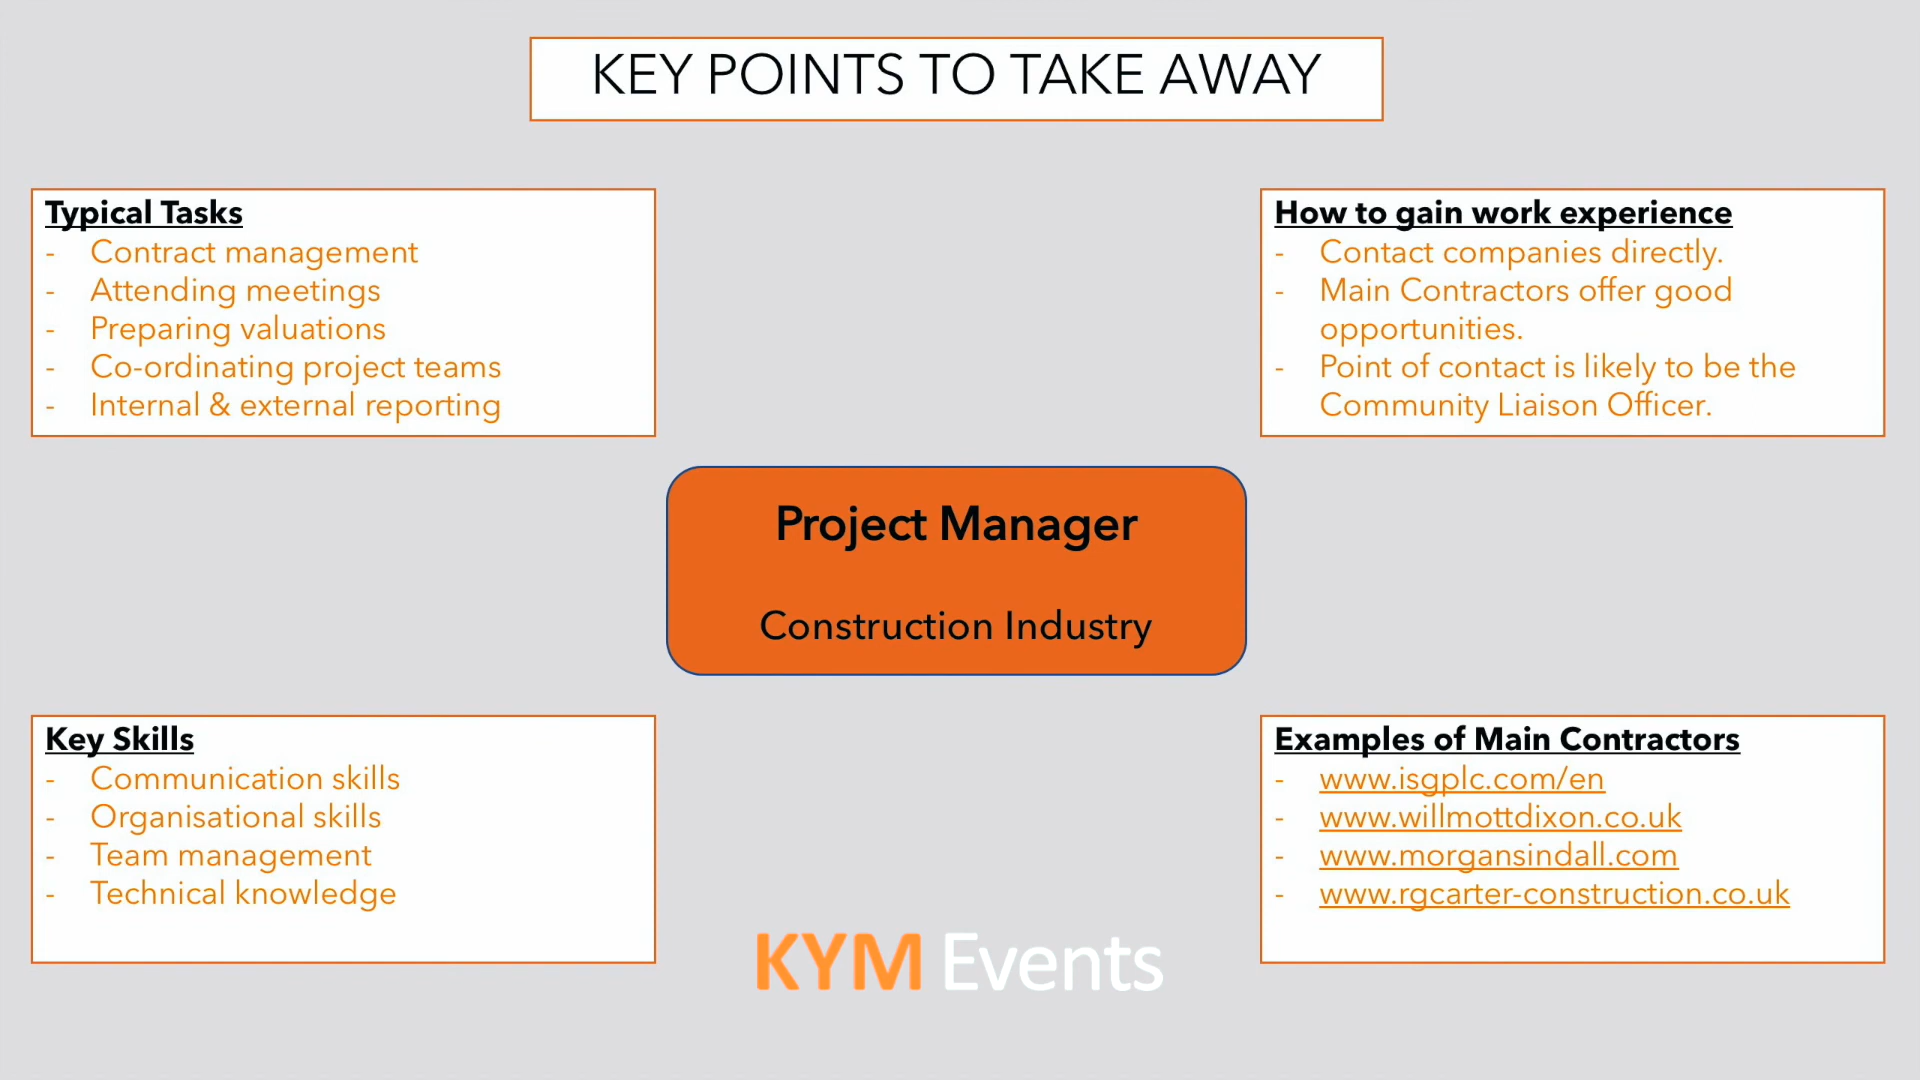 KEY POINTS TO TAKE AWAY
Typical Tasks
- Contract management
- Attending meetings
- Preparing valuations
- Co-ordinating project teams
- Internal & external reporting
How to gain work experience
- Contact companies directly.
- Main Contractors offer good
opportunities.
- Point of contact is likely to be the
Community Liaison Officer.
Project Manager
Construction Industry
Key Skills
- Communication skills
- Organisational skills
- Team management
- Technical knowledge
Examples of Main Contractors
- www.isgplc.com/en
- www.willmottdixon.co.uk
- www.morgansindall.com
- www.rgcarter-construction.co.uk
KYM Events